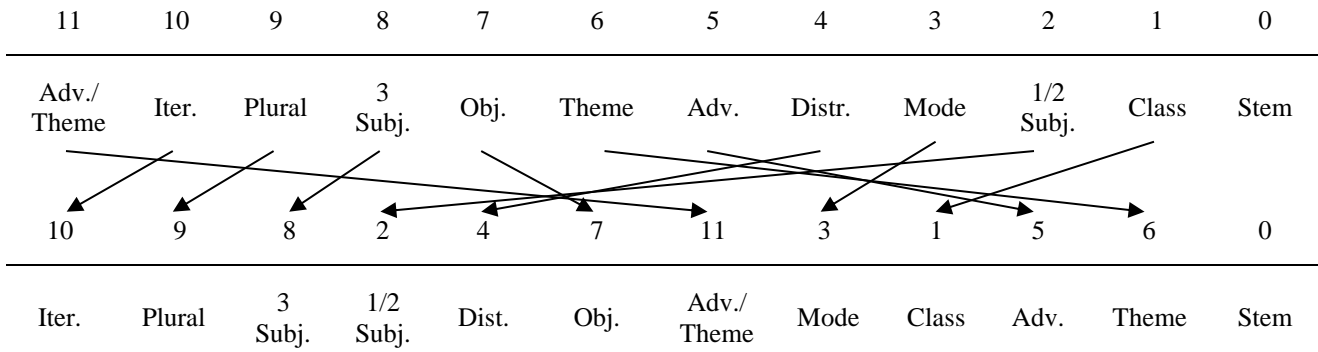 11 10 9 8 7 6 5 4 3 2 1 0
Adv./ Theme Iter. Plural 3 Subj. Obj. Theme Adv. Distr. Mode 1/2 Subj. Class Stem
10 9 8 2 4 7 11 3 1 5 6 0
Iter. Plural 3 Subj. 1/2 Subj. Dist. Obj. Adv./ Theme Mode Class Adv. Theme Stem